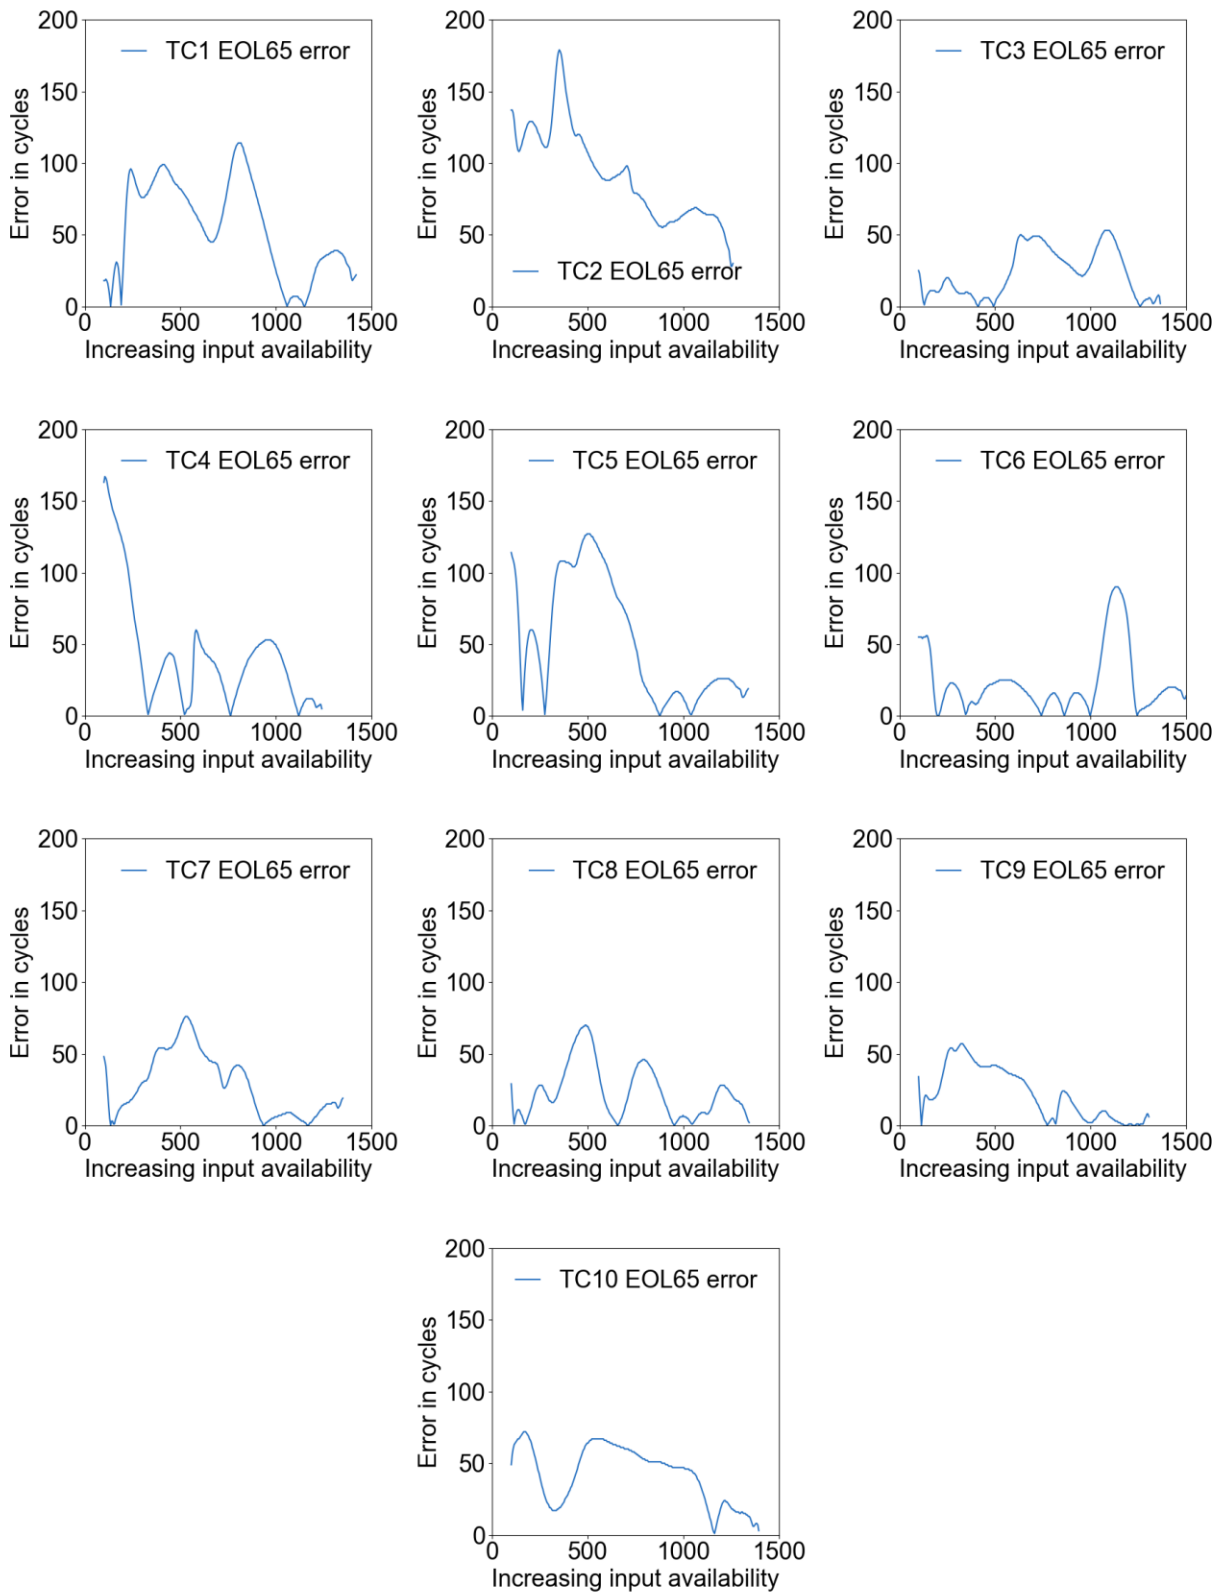 200
150
100
50
0
Error in cycles
TC1 EOL65 error
0 500 1000 1500
Increasing input availability
200
150
100
50
0
Error in cycles
TC2 EOL65 error
0 500 1000 1500
Increasing input availability
200
150
100
50
0
Error in cycles
TC3 EOL65 error
0 500 1000 1500
Increasing input availability
200
150
100
50
0
Error in cycles
TC4 EOL65 error
0 500 1000 1500
Increasing input availability
200
150
100
50
0
Error in cycles
TC5 EOL65 error
0 500 1000 1500
Increasing input availability
200
150
100
50
0
Error in cycles
TC6 EOL65 error
0 500 1000 1500
Increasing input availability
200
150
100
50
0
Error in cycles
TC7 EOL65 error
0 500 1000 1500
Increasing input availability
200
150
100
50
0
Error in cycles
TC8 EOL65 error
0 500 1000 1500
Increasing input availability
200
150
100
50
0
Error in cycles
TC9 EOL65 error
0 500 1000 1500
Increasing input availability
200
150
100
50
0
Error in cycles
TC10 EOL65 error
0 500 1000 1500
Increasing input availability